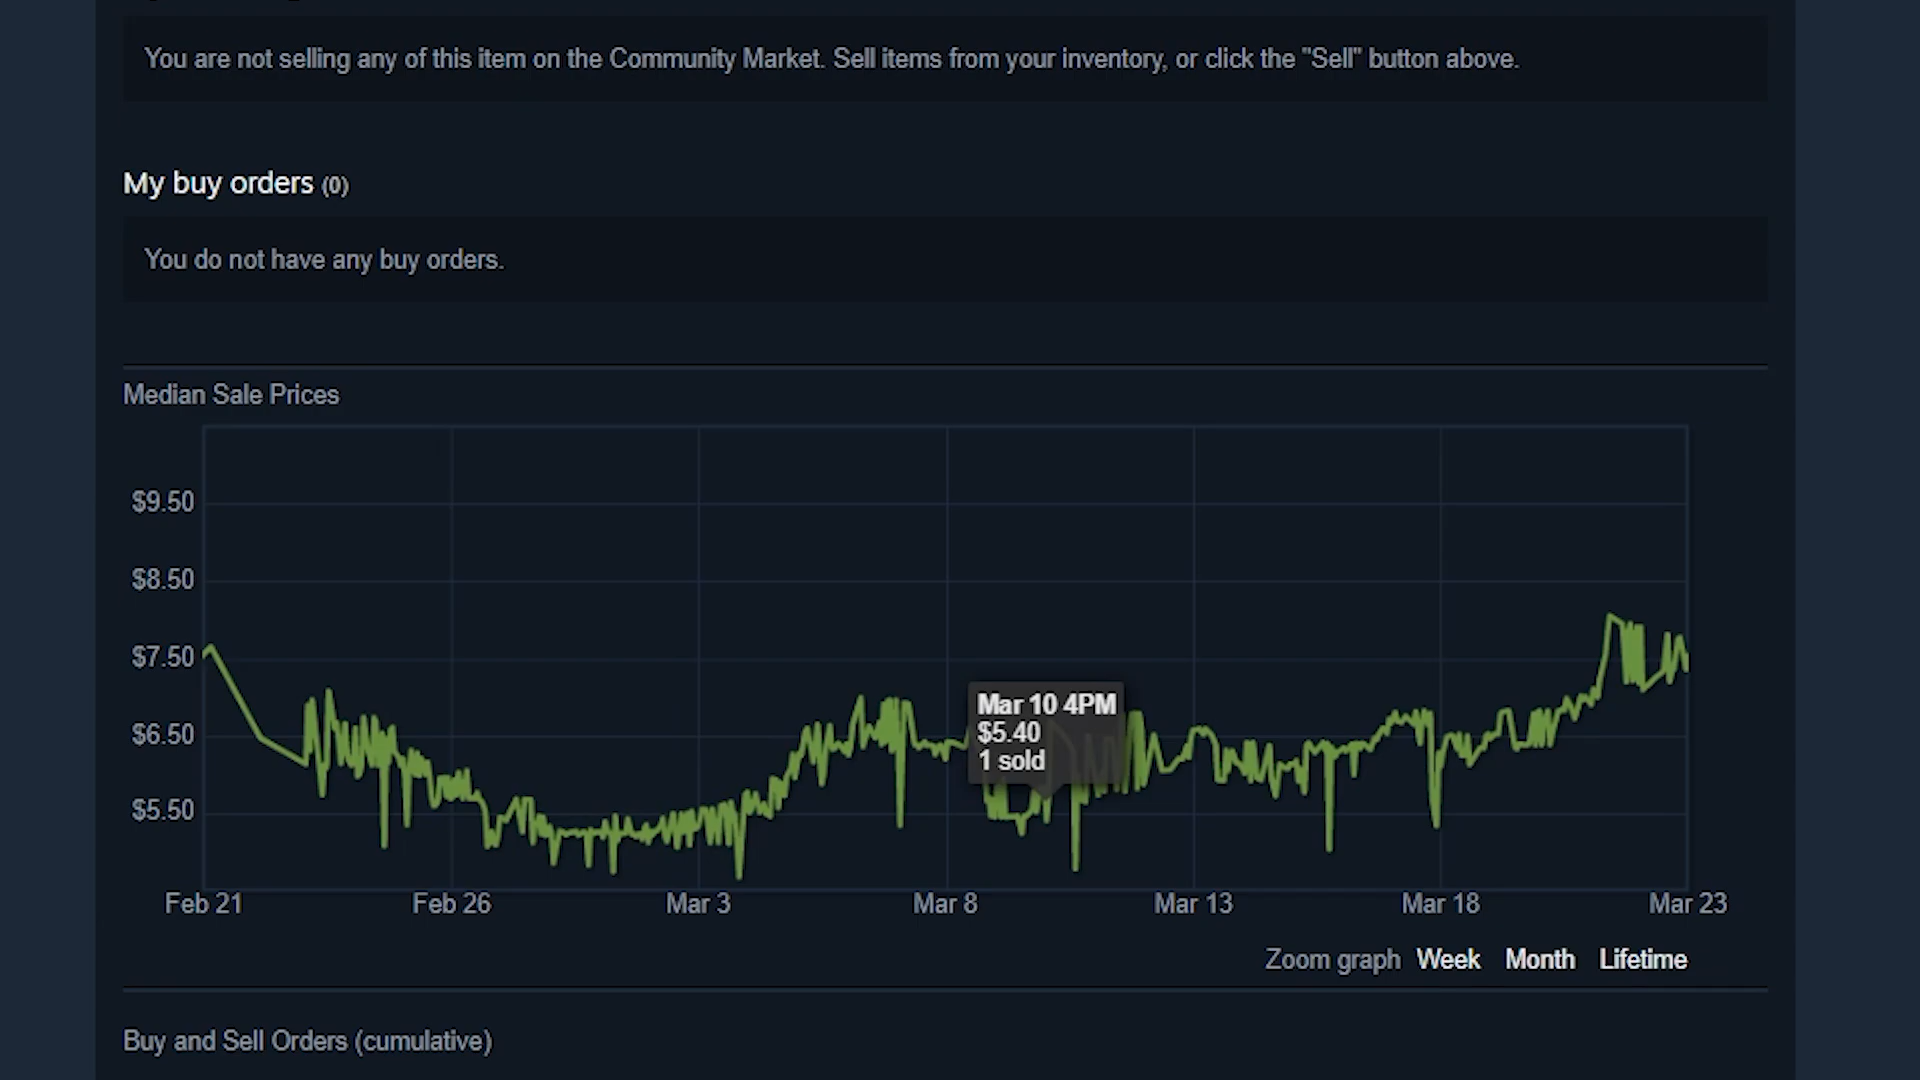 You are not selling any of this item on the Community Market. Sell items from your inventory, or click the "Sell" button above.
My buy orders (0)
You do not have any buy orders.
Median Sale Prices
$9.50
$8.50
$7.50
$6.50
$5.50
Mar 10 4PM
$5.40
1 sold
Feb 21 Feb 26 Mar 3 Mar 8 Mar 13 Mar 18 Mar 23
Zoom graph Week Month Lifetime
Buy and Sell Orders (cumulative)